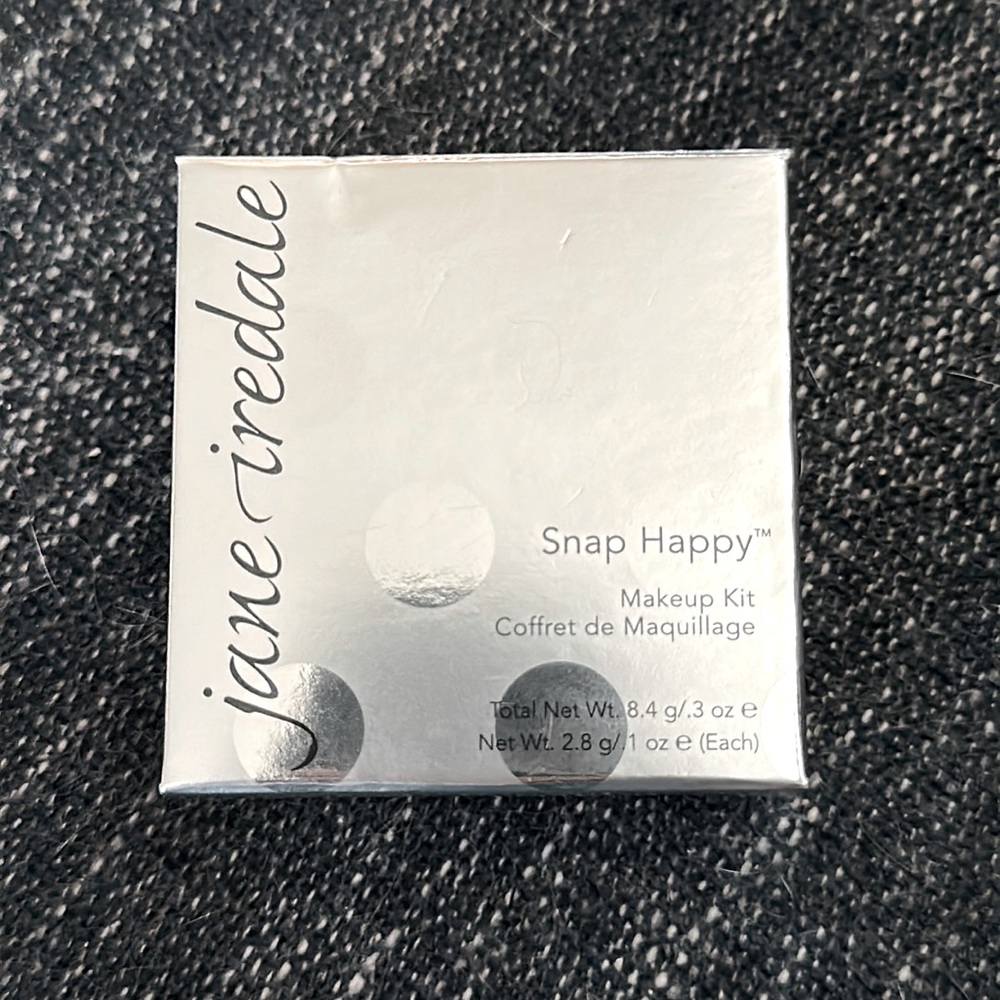 jane iredale
Snap Happy™
Makeup Kit
Coffret de Maquillage
Total Net Wt. 8.4 g/.3 oz ℮
Net Wt. 2.8 g/.1 oz ℮ (Each)